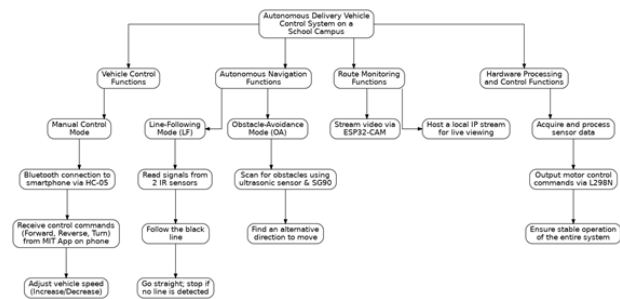 Autonomous Delivery Vehicle
Control System on a
School Campus
Vehicle Control
Functions
Autonomous Navigation
Functions
Route Monitoring
Functions
Hardware Processing
and Control Functions
Manual Control
Mode
Line-Following
Mode (LF)
Obstacle-Avoidance
Mode (OA)
Stream video via
ESP32-CAM
Host a local IP stream
for live viewing
Acquire and process
sensor data
Bluetooth connection to
smartphone via HC-05
Read signals from
2 IR sensors
Scan for obstacles using
ultrasonic sensor & SG90
Output motor control
commands via L298N
Receive control commands
(Forward, Reverse, Turn)
from MIT App on phone
Follow the black
line
Find an alternative
direction to move
Ensure stable operation
of the entire system
Adjust vehicle speed
(Increase/Decrease)
Go straight; stop if
no line is detected